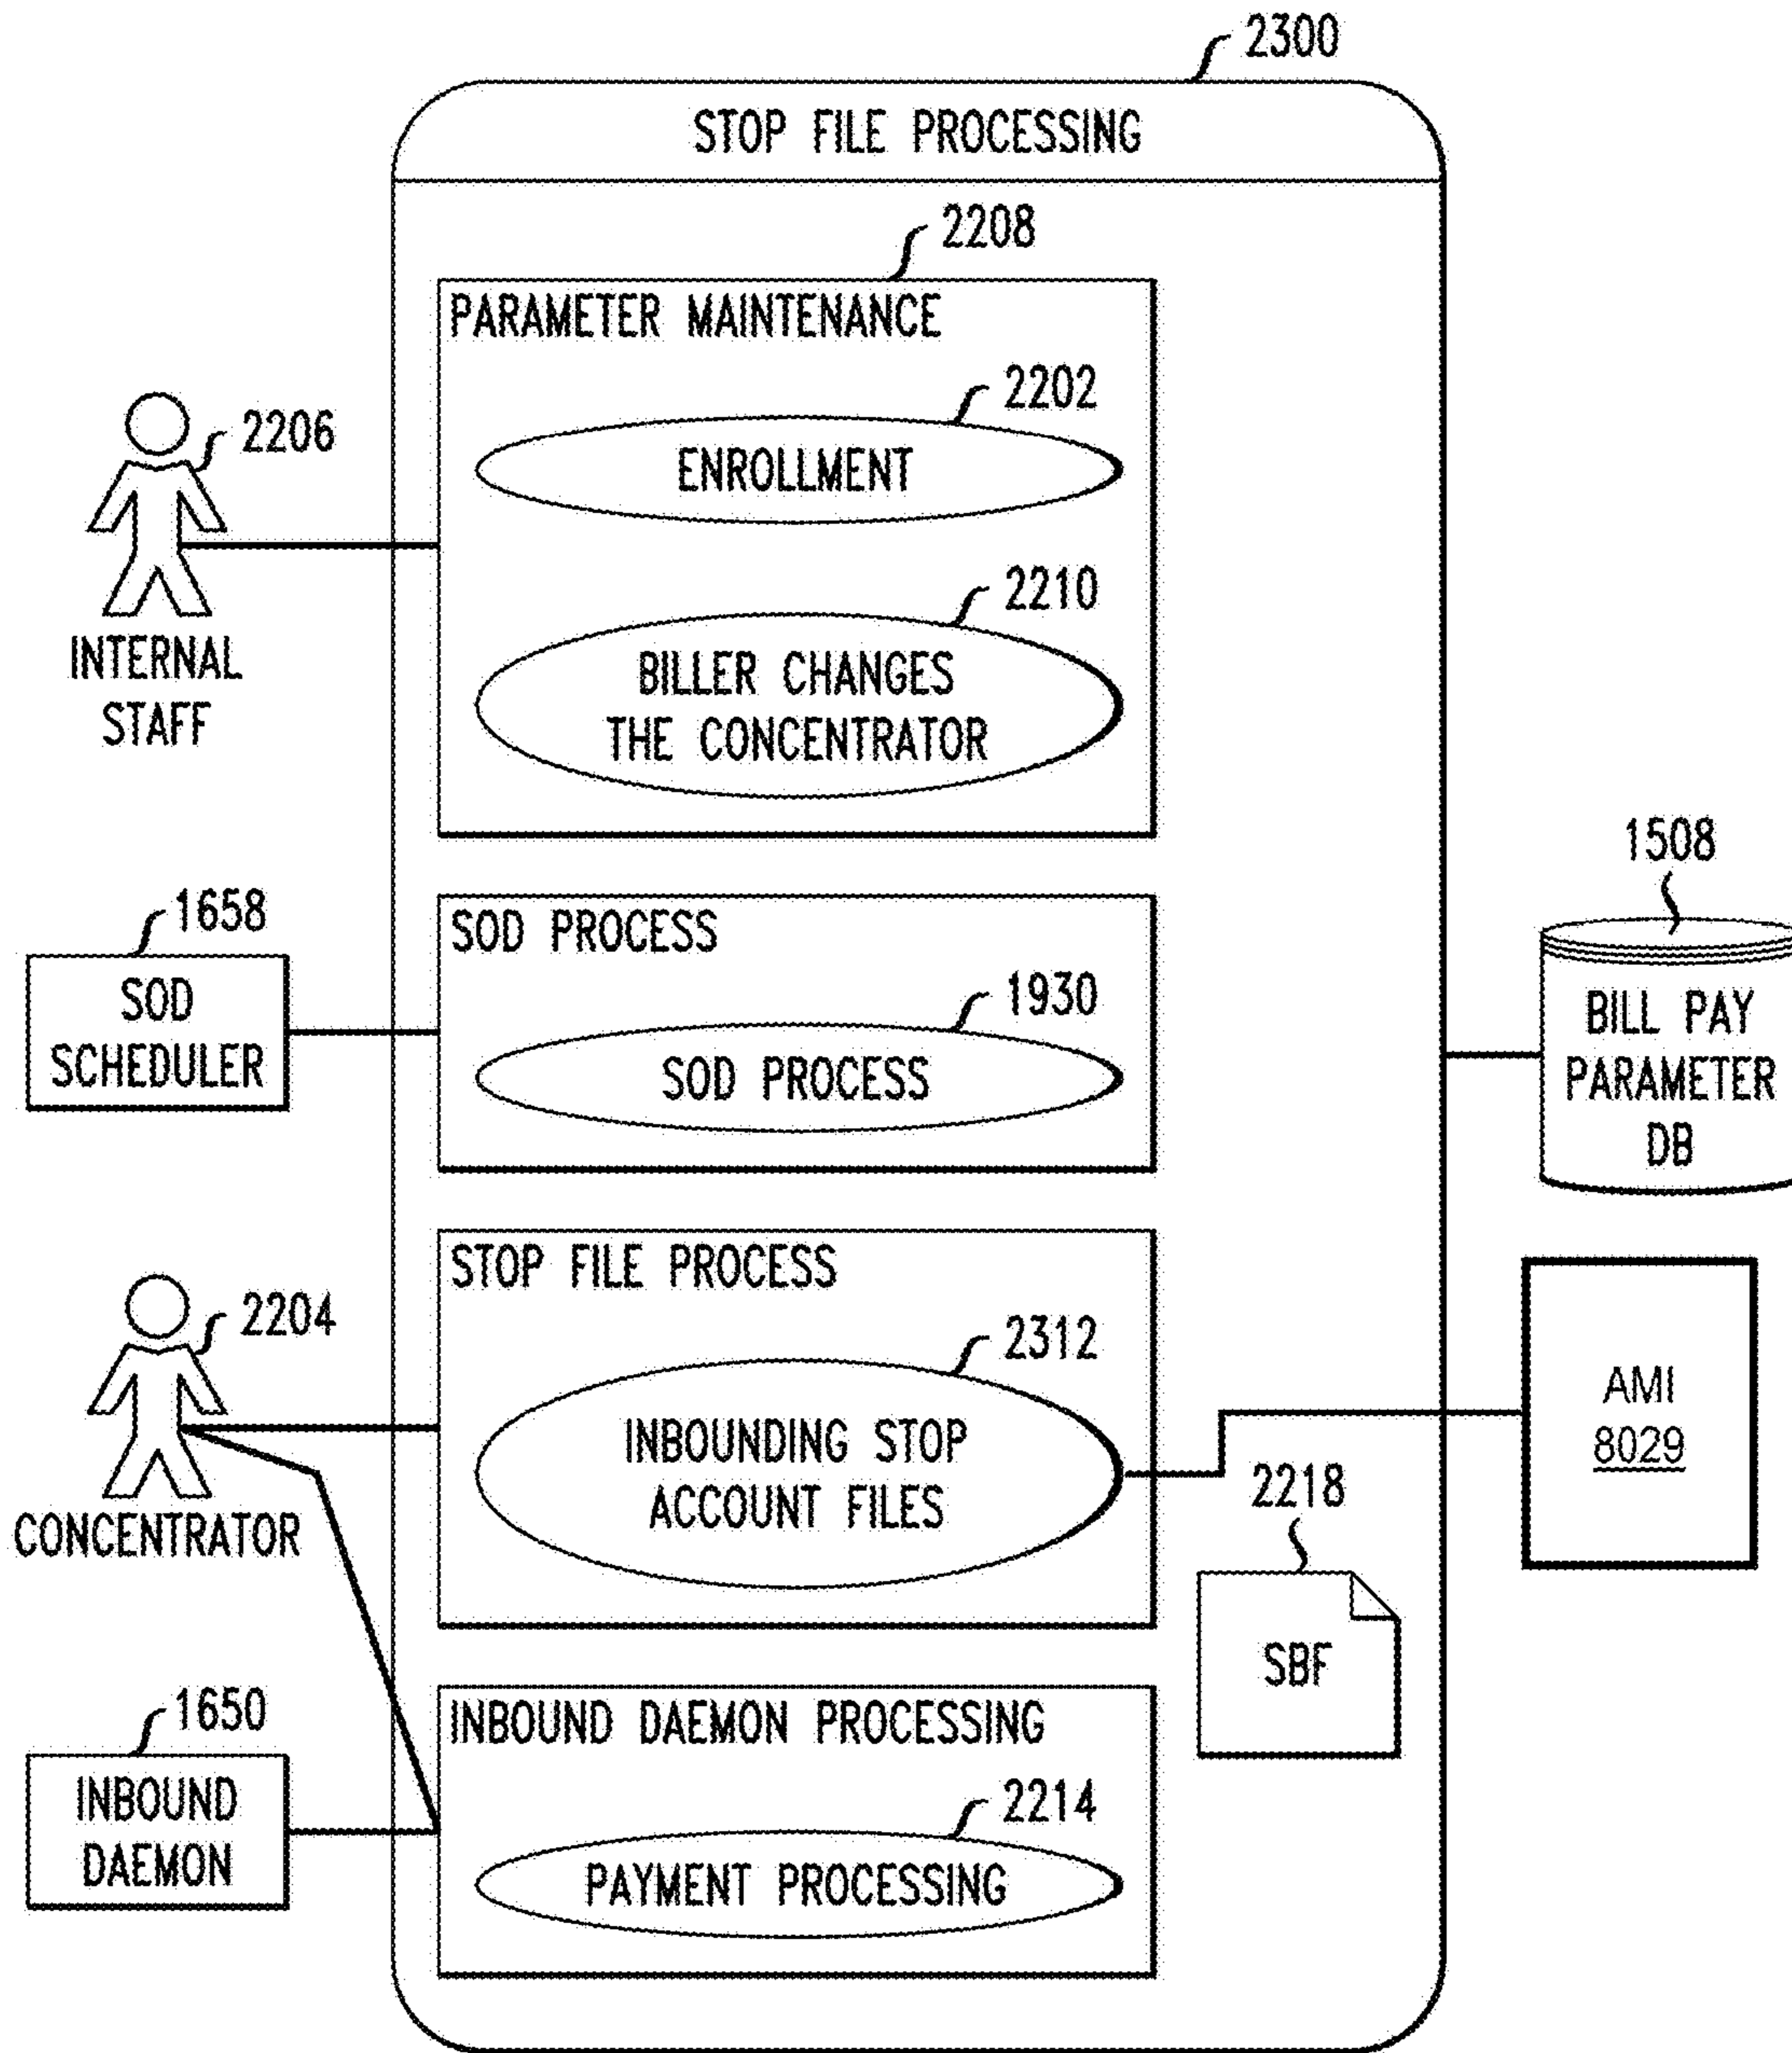 2300
STOP FILE PROCESSING
2208
PARAMETER MAINTENANCE
2202
ENROLLMENT
2206
INTERNAL
STAFF
2210
BILLER CHANGES
THE CONCENTRATOR
1658
SOD
SCHEDULER
SOD PROCESS
1930
SOD PROCESS
1508
BILL PAY
PARAMETER
DB
2204
CONCENTRATOR
STOP FILE PROCESS
2312
INBOUNDING STOP
ACCOUNT FILES
AMI
8029
2218
SBF
1650
INBOUND
DAEMON
INBOUND DAEMON PROCESSING
2214
PAYMENT PROCESSING